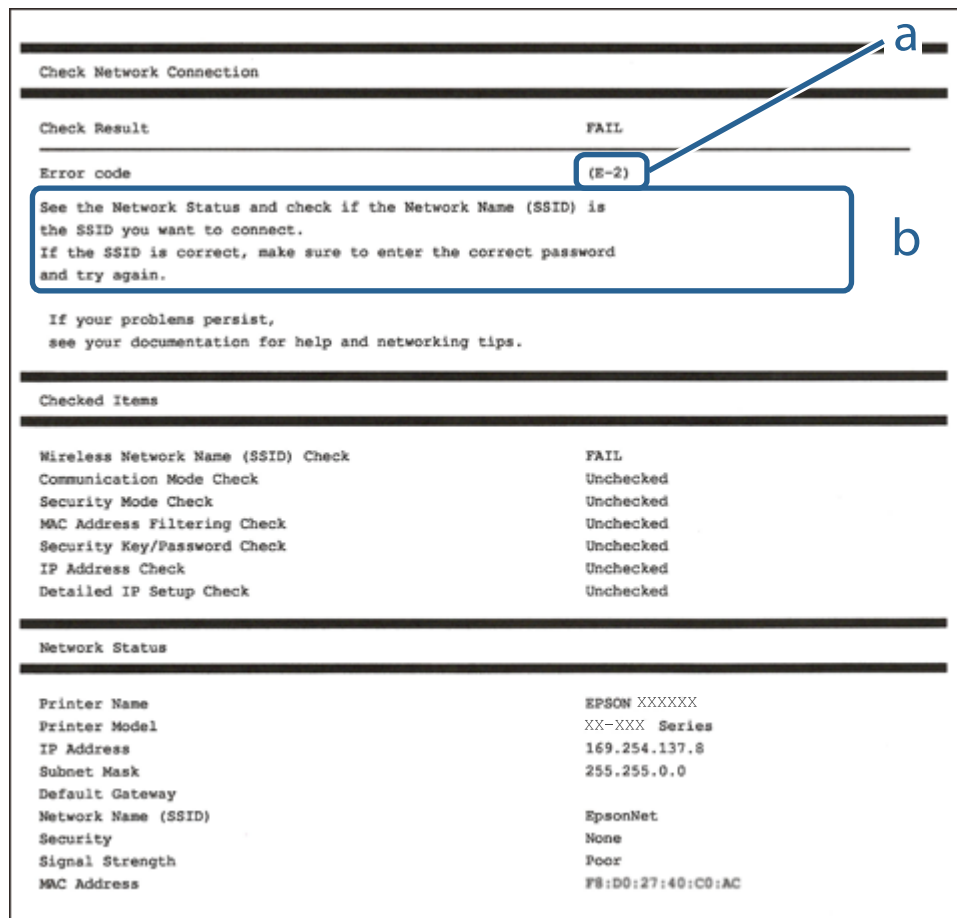 a
Check Network Connection
Check Result FAIL
Error code (E-2)
See the Network Status and check if the Network Name (SSID) is
the SSID you want to connect.
If the SSID is correct, make sure to enter the correct password
and try again.
b
If your problems persist,
see your documentation for help and networking tips.
Checked Items
Wireless Network Name (SSID) Check FAIL
Communication Mode Check Unchecked
Security Mode Check Unchecked
MAC Address Filtering Check Unchecked
Security Key/Password Check Unchecked
IP Address Check Unchecked
Detailed IP Setup Check Unchecked
Network Status
Printer Name EPSON XXXXXX
Printer Model XX-XXX Series
IP Address 169.254.137.8
Subnet Mask 255.255.0.0
Default Gateway
Network Name (SSID) EpsonNet
Security None
Signal Strength Poor
MAC Address F8:D0:27:40:C0:AC